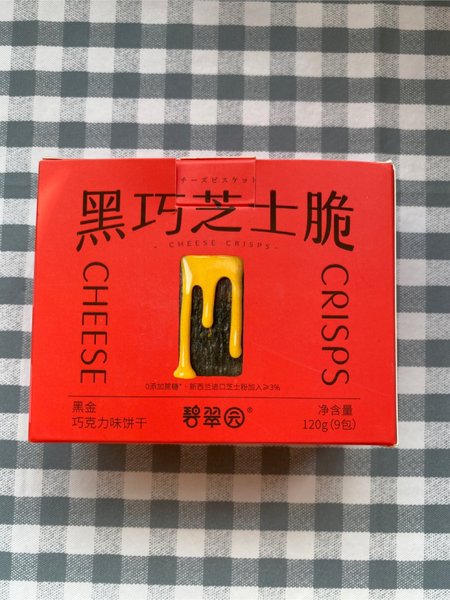 チーズビスケット
黑巧芝士脆
- CHEESE CRISPS -
CHEESE
CRISPS
0添加蔗糖*·新西兰进口芝士粉加入≥3%
黑金
巧克力味饼干
碧翠园®
净含量
120g(9包)